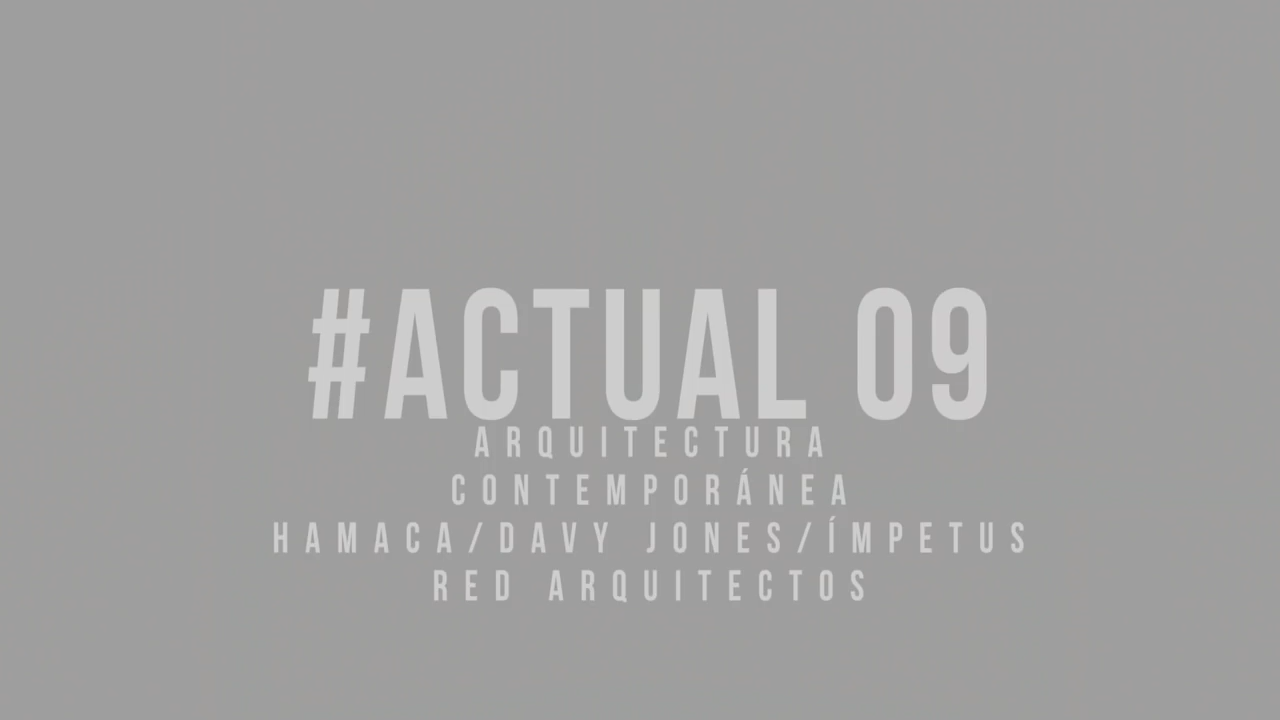 #ACTUAL 09
ARQUITECTURA
CONTEMPORÁNEA
HAMACA/DAVY JONES/ÍMPETUS
RED ARQUITECTOS